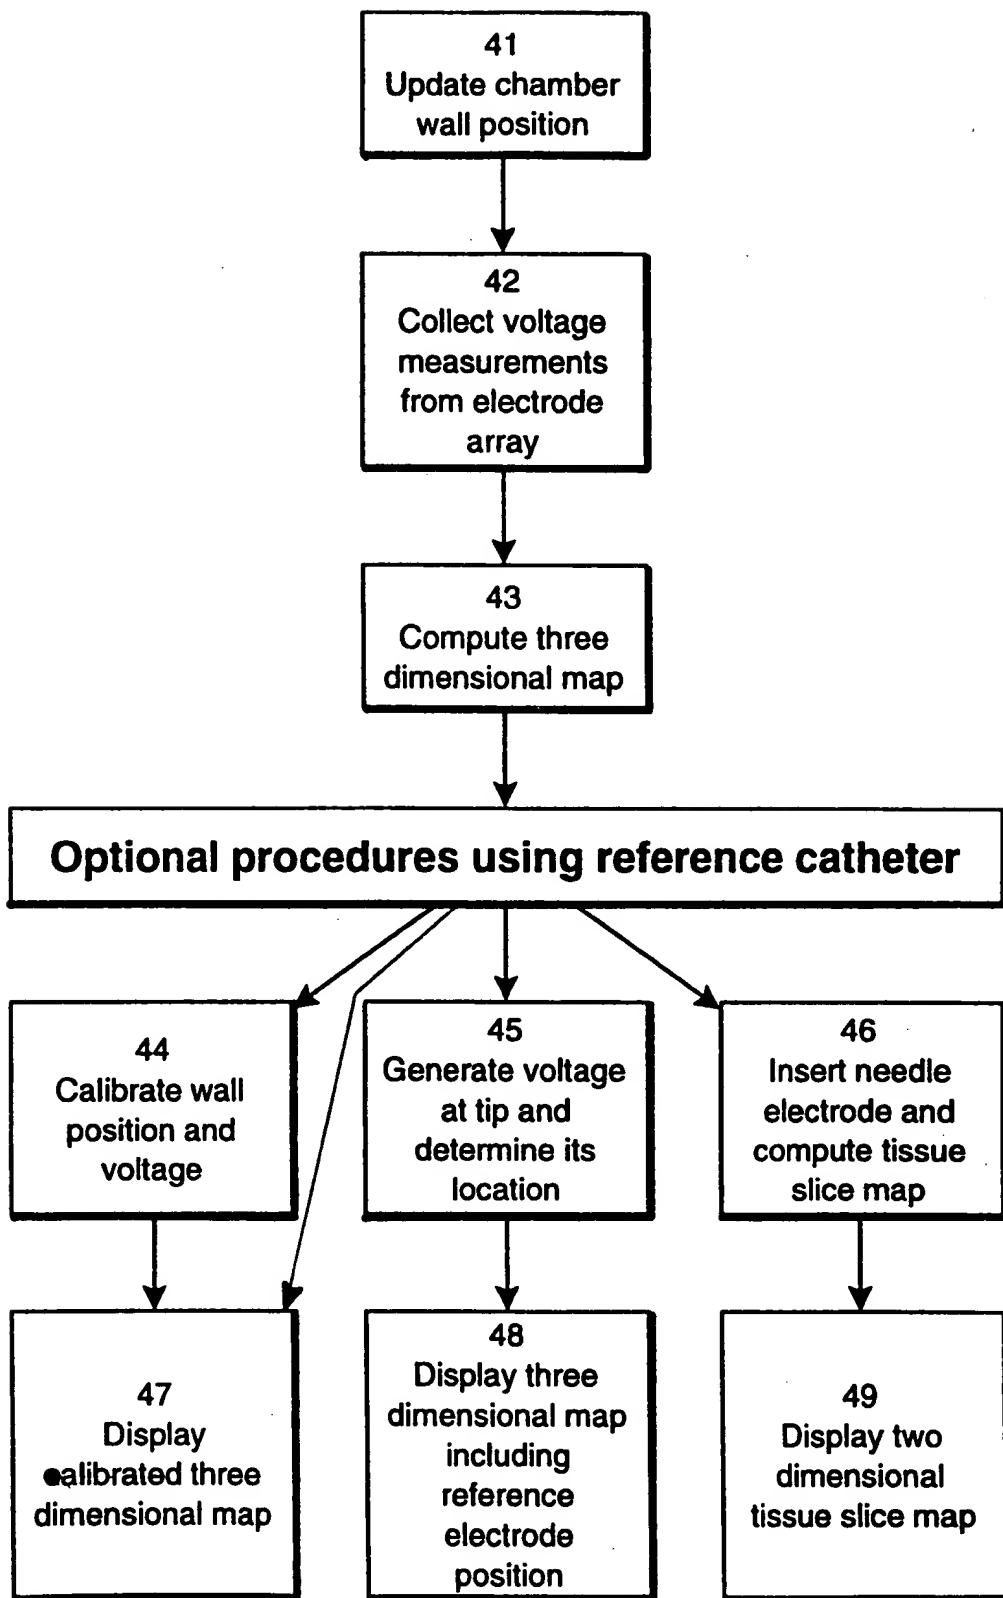 41
Update chamber
wall position
42
Collect voltage
measurements
from electrode
array
43
Compute three
dimensional map
Optional procedures using reference catheter
44
Calibrate wall
position and
voltage
45
Generate voltage
at tip and
determine its
location
46
Insert needle
electrode and
compute tissue
slice map
47
Display
calibrated three
dimensional map
48
Display three
dimensional map
including
reference
electrode
position
49
Display two
dimensional
tissue slice map